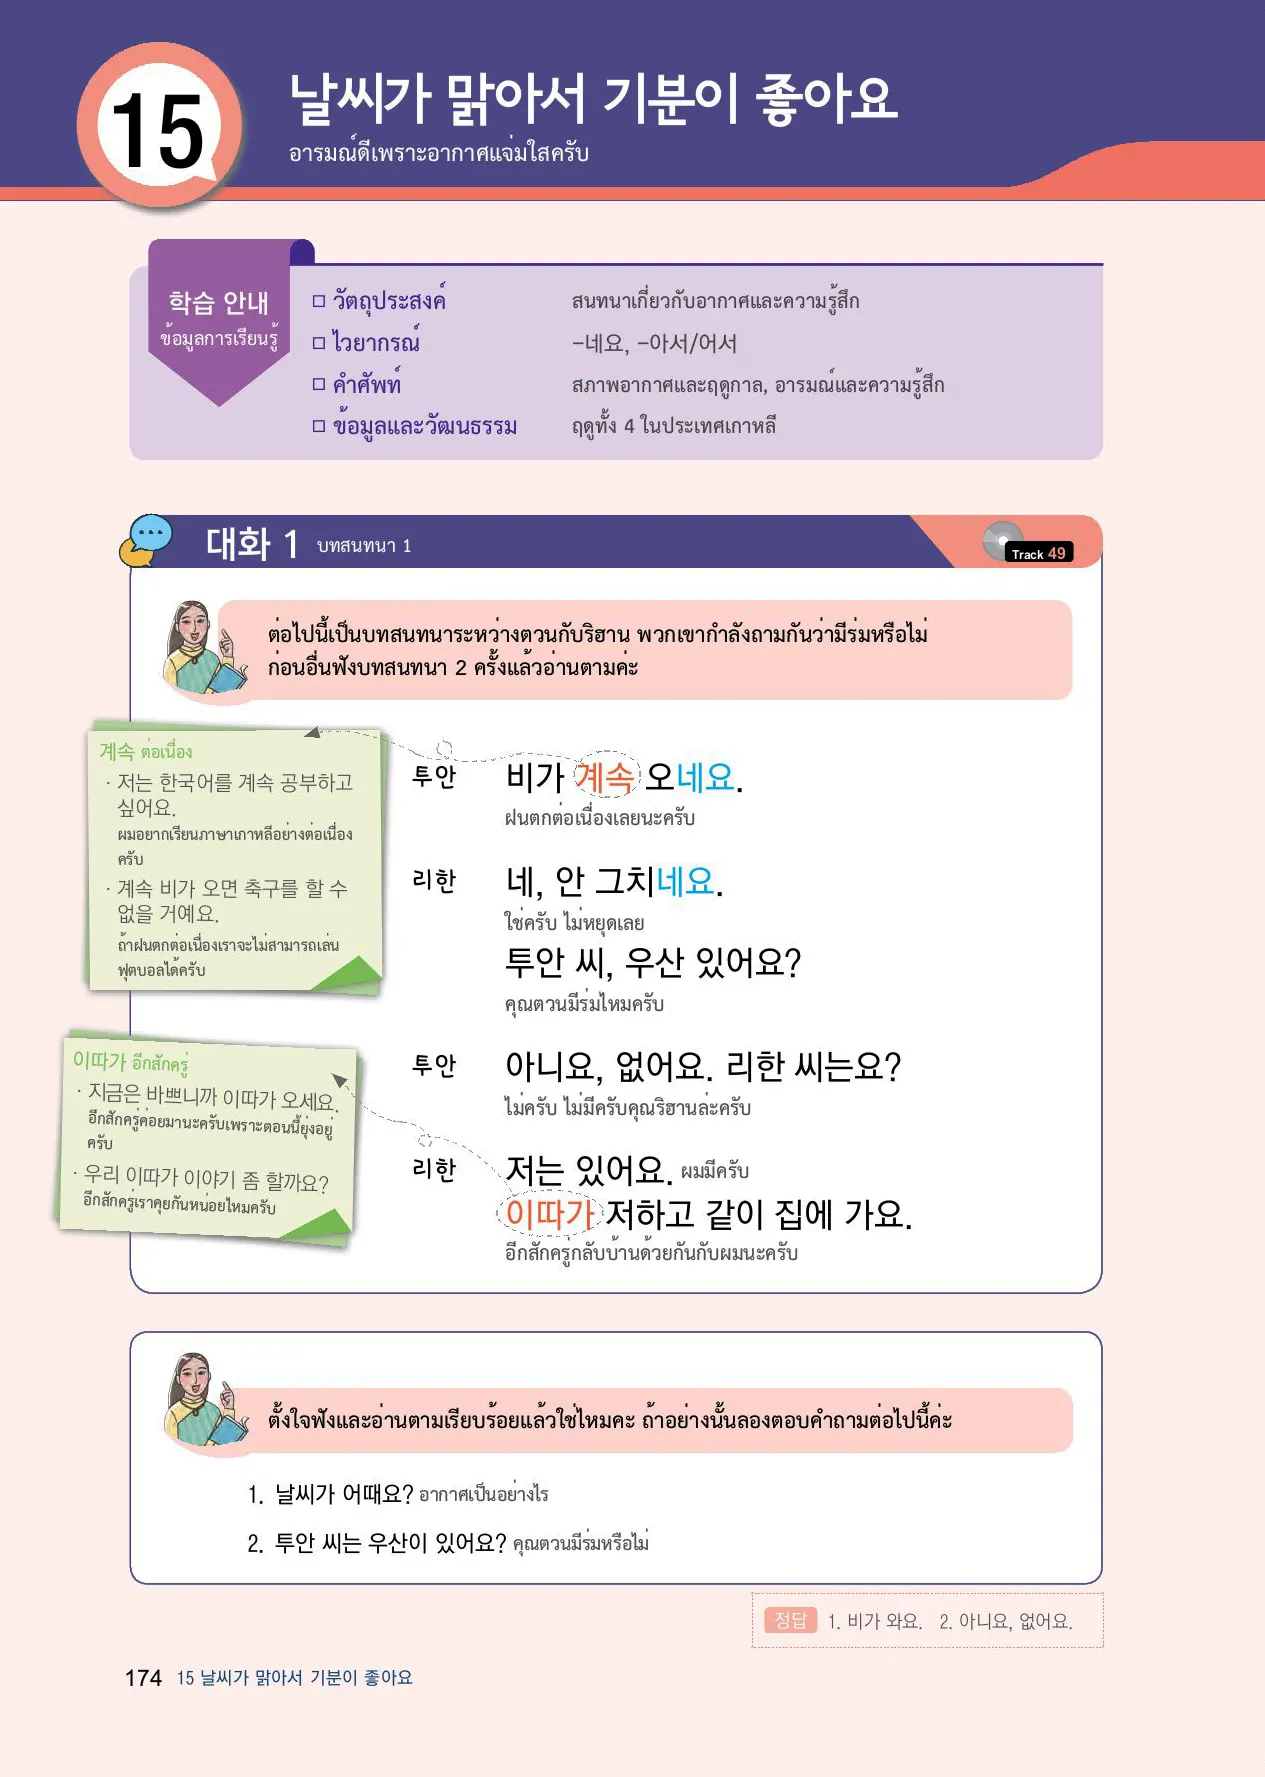 15
날씨가 맑아서 기분이 좋아요
อารมณ์ดีเพราะอากาศแจ่มใสครับ
학습 안내
ข้อมูลการเรียนรู้
□ วัตถุประสงค์ สนทนาเกี่ยวกับอากาศและความรู้สึก
□ ไวยากรณ์ –네요, –아서/어서
□ คำศัพท์ สภาพอากาศและฤดูกาล, อารมณ์และความรู้สึก
□ ข้อมูลและวัฒนธรรม ฤดูทั้ง 4 ในประเทศเกาหลี
대화 1 บทสนทนา 1
Track 49
ต่อไปนี้เป็นบทสนทนาระหว่างตวนกับริฮาน พวกเขากำลังถามกันว่ามีร่มหรือไม่
ก่อนอื่นฟังบทสนทนา 2 ครั้งแล้วอ่านตามค่ะ
계속 ต่อเนื่อง
· 저는 한국어를 계속 공부하고
싶어요.
ผมอยากเรียนภาษาเกาหลีอย่างต่อเนื่อง
ครับ
· 계속 비가 오면 축구를 할 수
없을 거예요.
ถ้าฝนตกต่อเนื่องเราจะไม่สามารถเล่น
ฟุตบอลได้ครับ
이따가 อีกสักครู่
· 지금은 바쁘니까 이따가 오세요.
อีกสักครู่ค่อยมานะครับเพราะตอนนี้ยุ่งอยู่
ครับ
· 우리 이따가 이야기 좀 할까요?
อีกสักครู่เราคุยกันหน่อยไหมครับ
투안 비가 계속 오네요.
ฝนตกต่อเนื่องเลยนะครับ
리한 네, 안 그치네요.
ใช่ครับ ไม่หยุดเลย
투안 씨, 우산 있어요?
คุณตวนมีร่มไหมครับ
투안 아니요, 없어요. 리한 씨는요?
ไม่ครับ ไม่มีครับคุณริฮานล่ะครับ
리한 저는 있어요. ผมมีครับ
이따가 저하고 같이 집에 가요.
อีกสักครู่กลับบ้านด้วยกันกับผมนะครับ
ตั้งใจฟังและอ่านตามเรียบร้อยแล้วใช่ไหมคะ ถ้าอย่างนั้นลองตอบคำถามต่อไปนี้ค่ะ
1. 날씨가 어때요? อากาศเป็นอย่างไร
2. 투안 씨는 우산이 있어요? คุณตวนมีร่มหรือไม่
정답 1. 비가 와요. 2. 아니요, 없어요.
174 15 날씨가 맑아서 기분이 좋아요